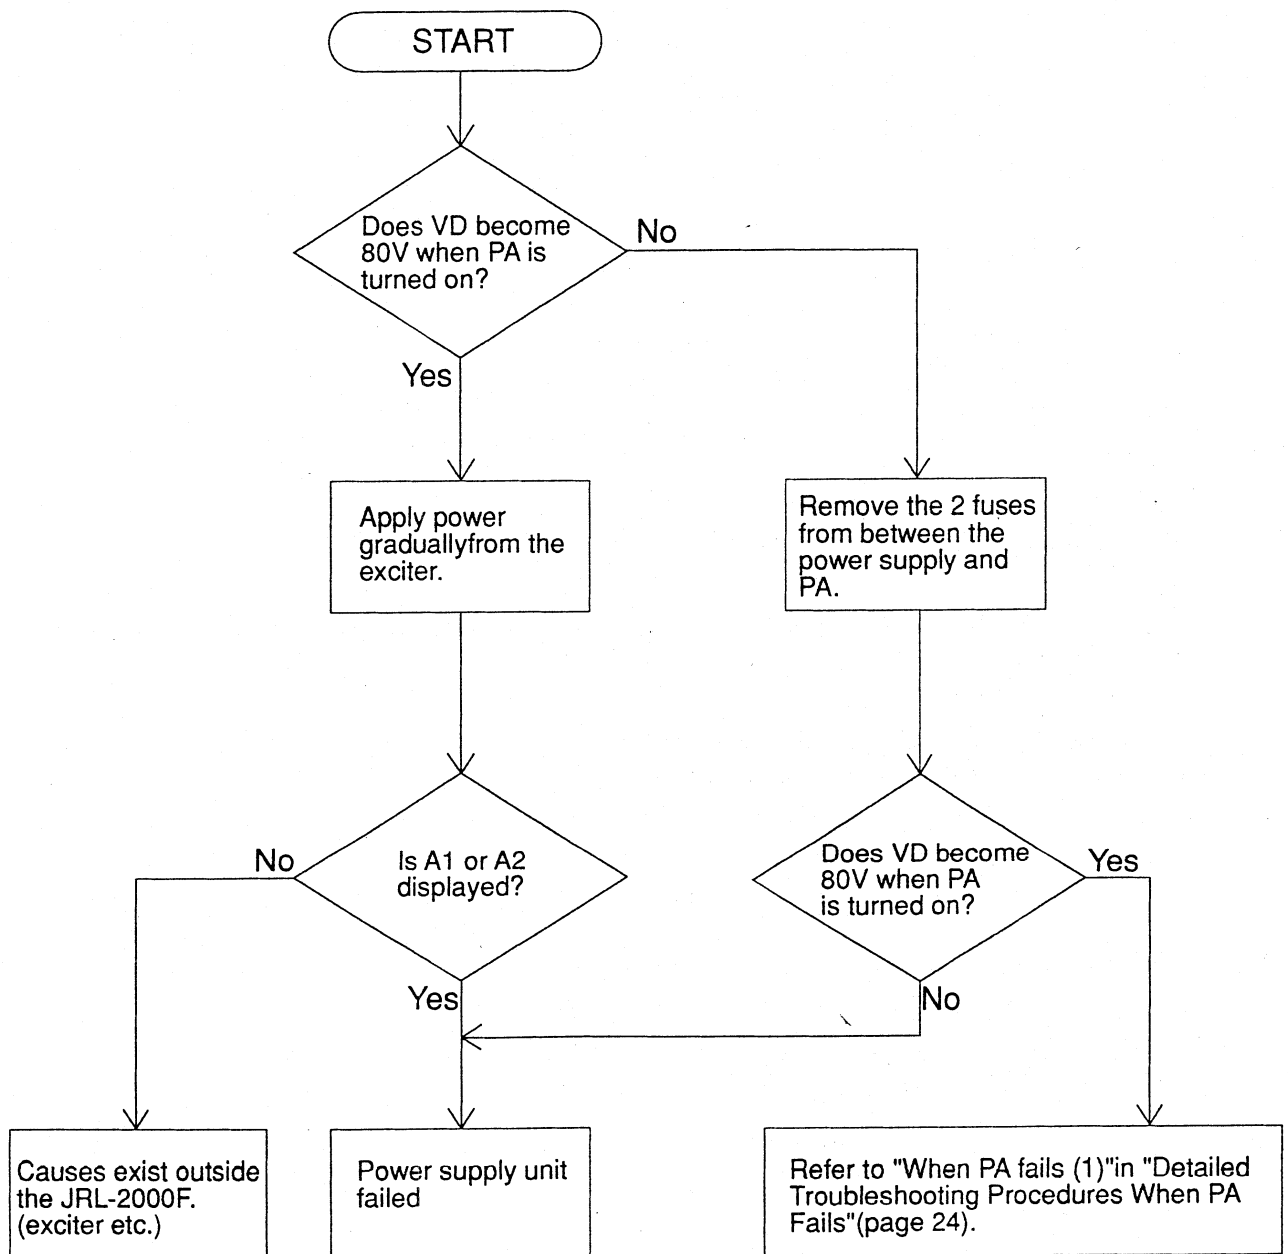 START
Does VD become
80V when PA is
turned on?
No
Yes
Apply power
graduallyfrom the
exciter.
Remove the 2 fuses
from between the
power supply and
PA.
No
Is A1 or A2
displayed?
Yes
Does VD become
80V when PA
is turned on?
Yes
No
Causes exist outside
the JRL-2000F.
(exciter etc.)
Power supply unit
failed
Refer to "When PA fails (1)"in "Detailed
Troubleshooting Procedures When PA
Fails"(page 24).